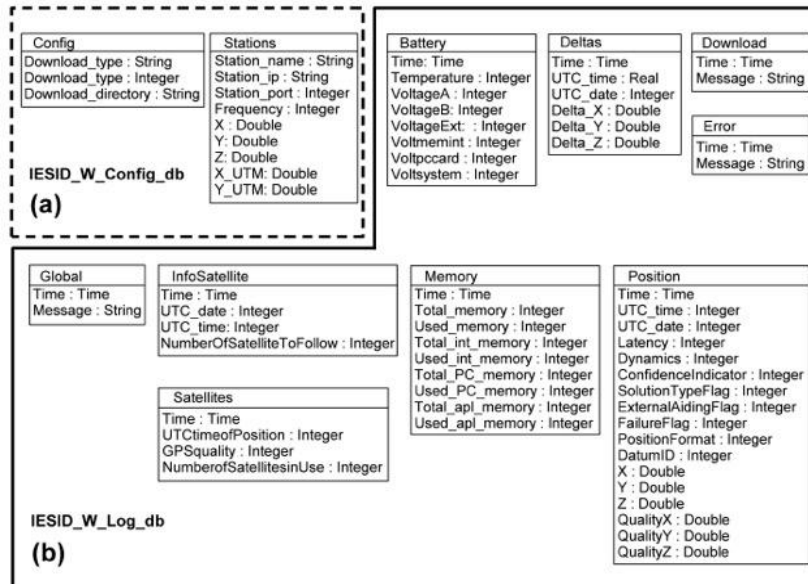 Config
Download_type : String
Download_type : Integer
Download_directory : String
Stations
Station_name : String
Station_ip : String
Station_port : Integer
Frequency : Integer
X : Double
Y: Double
Z: Double
X_UTM: Double
Y_UTM: Double
IESID_W_Config_db
(a)
Battery
Time: Time
Temperature : Integer
VoltageA : Integer
VoltageB: Integer
VoltageExt: : Integer
Voltmemint : Integer
Voltpccard : Integer
Voltsystem : Integer
Deltas
Time : Time
UTC_time : Real
UTC_date : Integer
Delta_X : Double
Delta_Y : Double
Delta_Z : Double
Download
Time : Time
Message : String
Error
Time : Time
Message : String
Global
Time : Time
Message : String
InfoSatellite
Time : Time
UTC_date : Integer
UTC_time: Integer
NumberOfSatelliteToFollow : Integer
Satellites
Time : Time
UTCtimeofPosition : Integer
GPSquality : Integer
NumberofSatellitesinUse : Integer
Memory
Time : Time
Total_memory : Integer
Used_memory : Integer
Total_int_memory : Integer
Used_int_memory : Integer
Total_PC_memory : Integer
Used_PC_memory : Integer
Total_apl_memory : Integer
Used_apl_memory : Integer
Position
Time : Time
UTC_time : Integer
UTC_date : Integer
Latency : Integer
Dynamics : Integer
ConfidenceIndicator : Integer
SolutionTypeFlag : Integer
ExternalAidingFlag : Integer
FailureFlag : Integer
PositionFormat : Integer
DatumID : Integer
X : Double
Y : Double
Z : Double
QualityX : Double
QualityY : Double
QualityZ : Double
IESID_W_Log_db
(b)